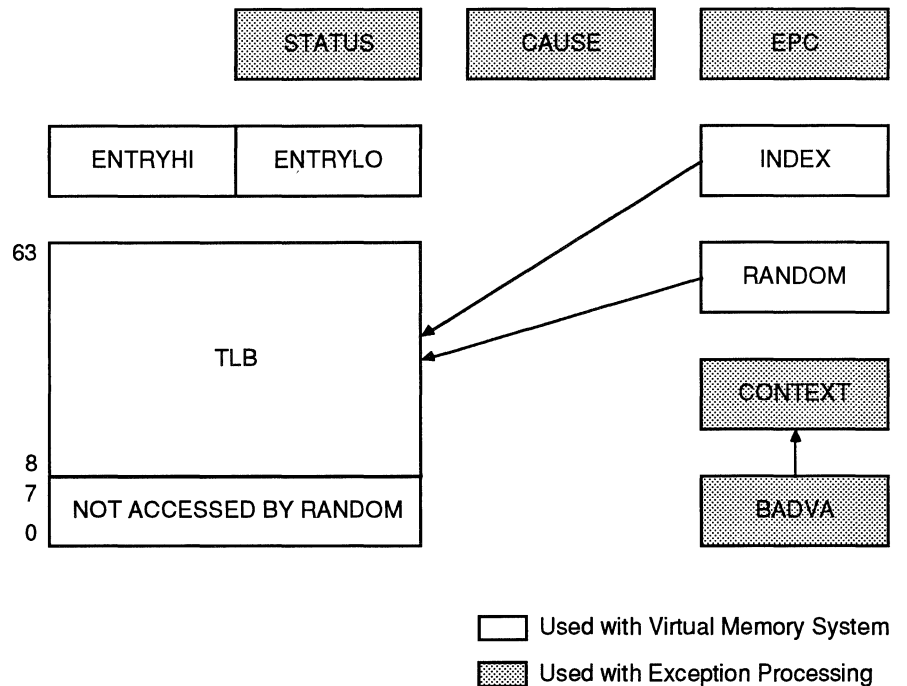 STATUS
CAUSE
EPC
ENTRYHI
ENTRYLO
INDEX
63
RANDOM
TLB
CONTEXT
8
7
NOT ACCESSED BY RANDOM
BADVA
0
Used with Virtual Memory System
Used with Exception Processing